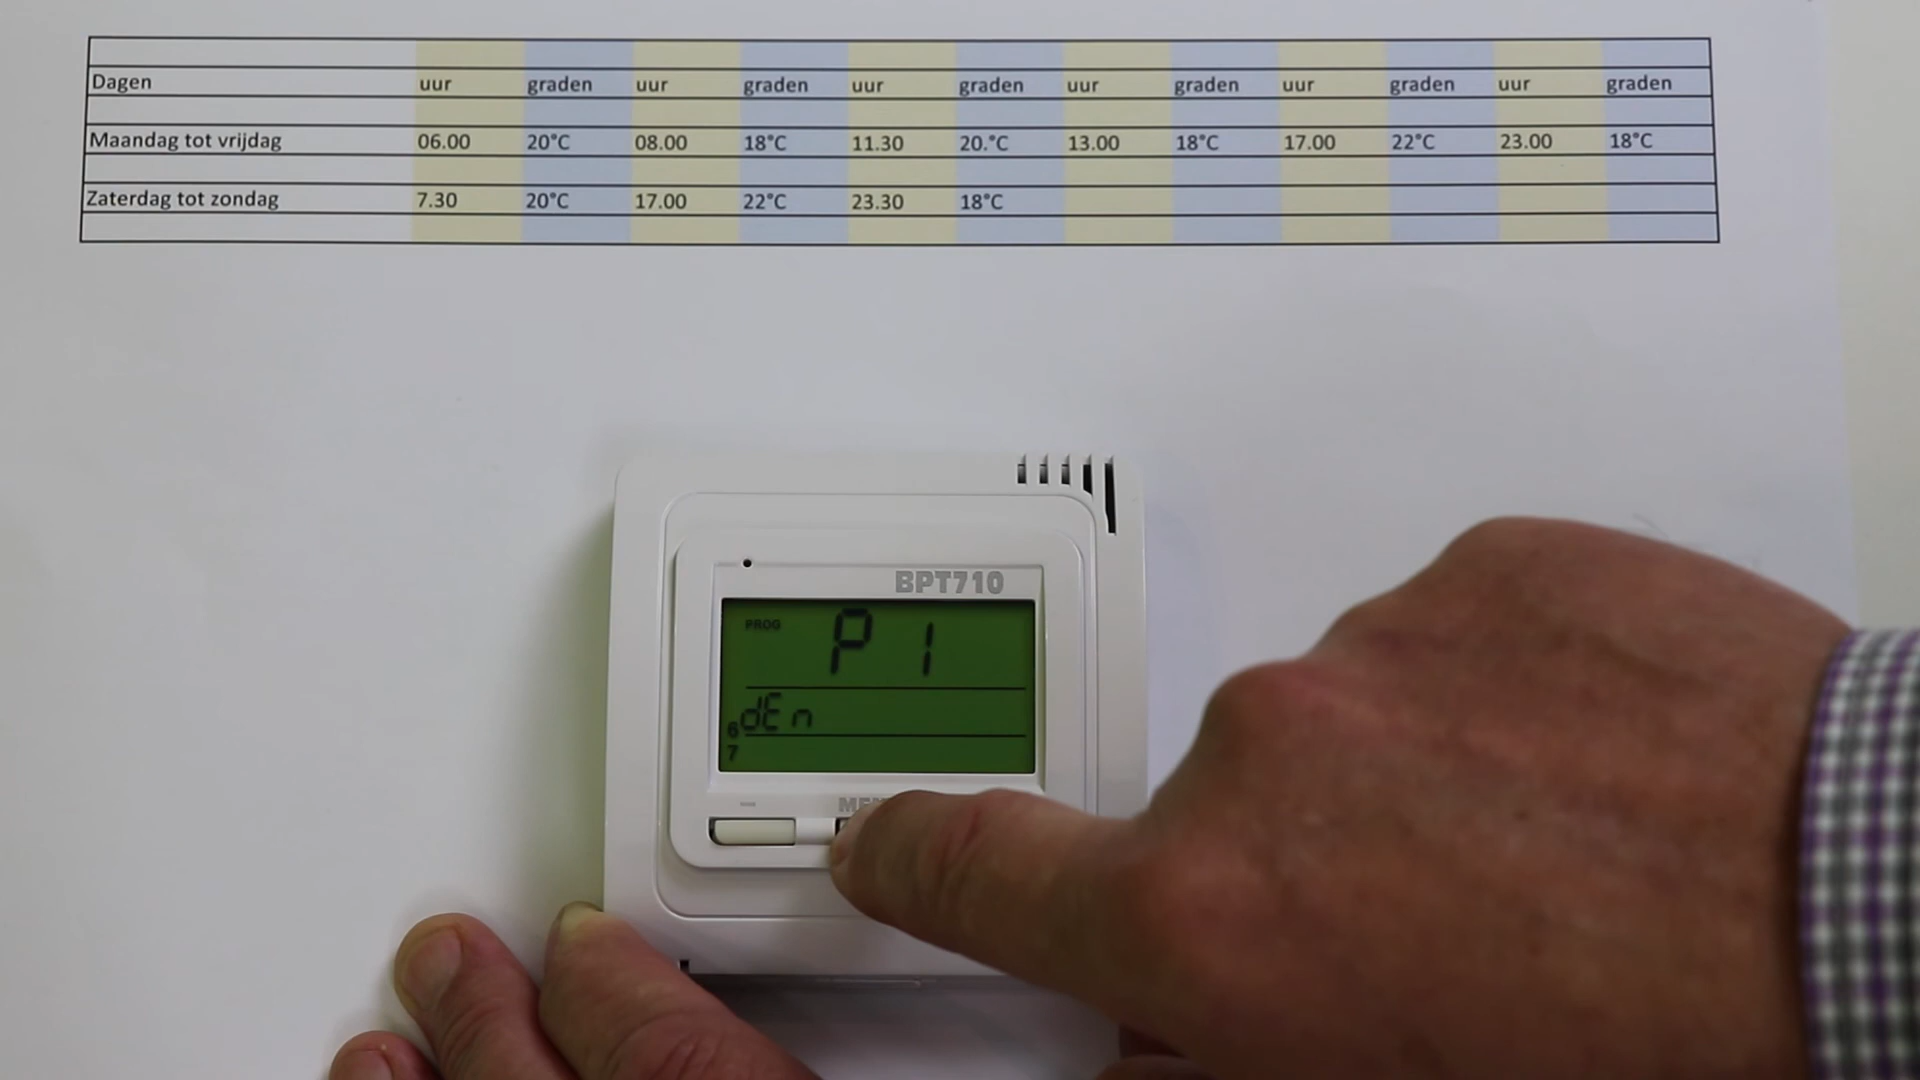 Dagen uur graden uur graden uur graden uur graden uur graden uur graden
Maandag tot vrijdag 06.00 20°C 08.00 18°C 11.30 20.°C 13.00 18°C 17.00 22°C 23.00 18°C
Zaterdag tot zondag 7.30 20°C 17.00 22°C 23.30 18°C
BPT710
PROG P 1
6 dEn
7